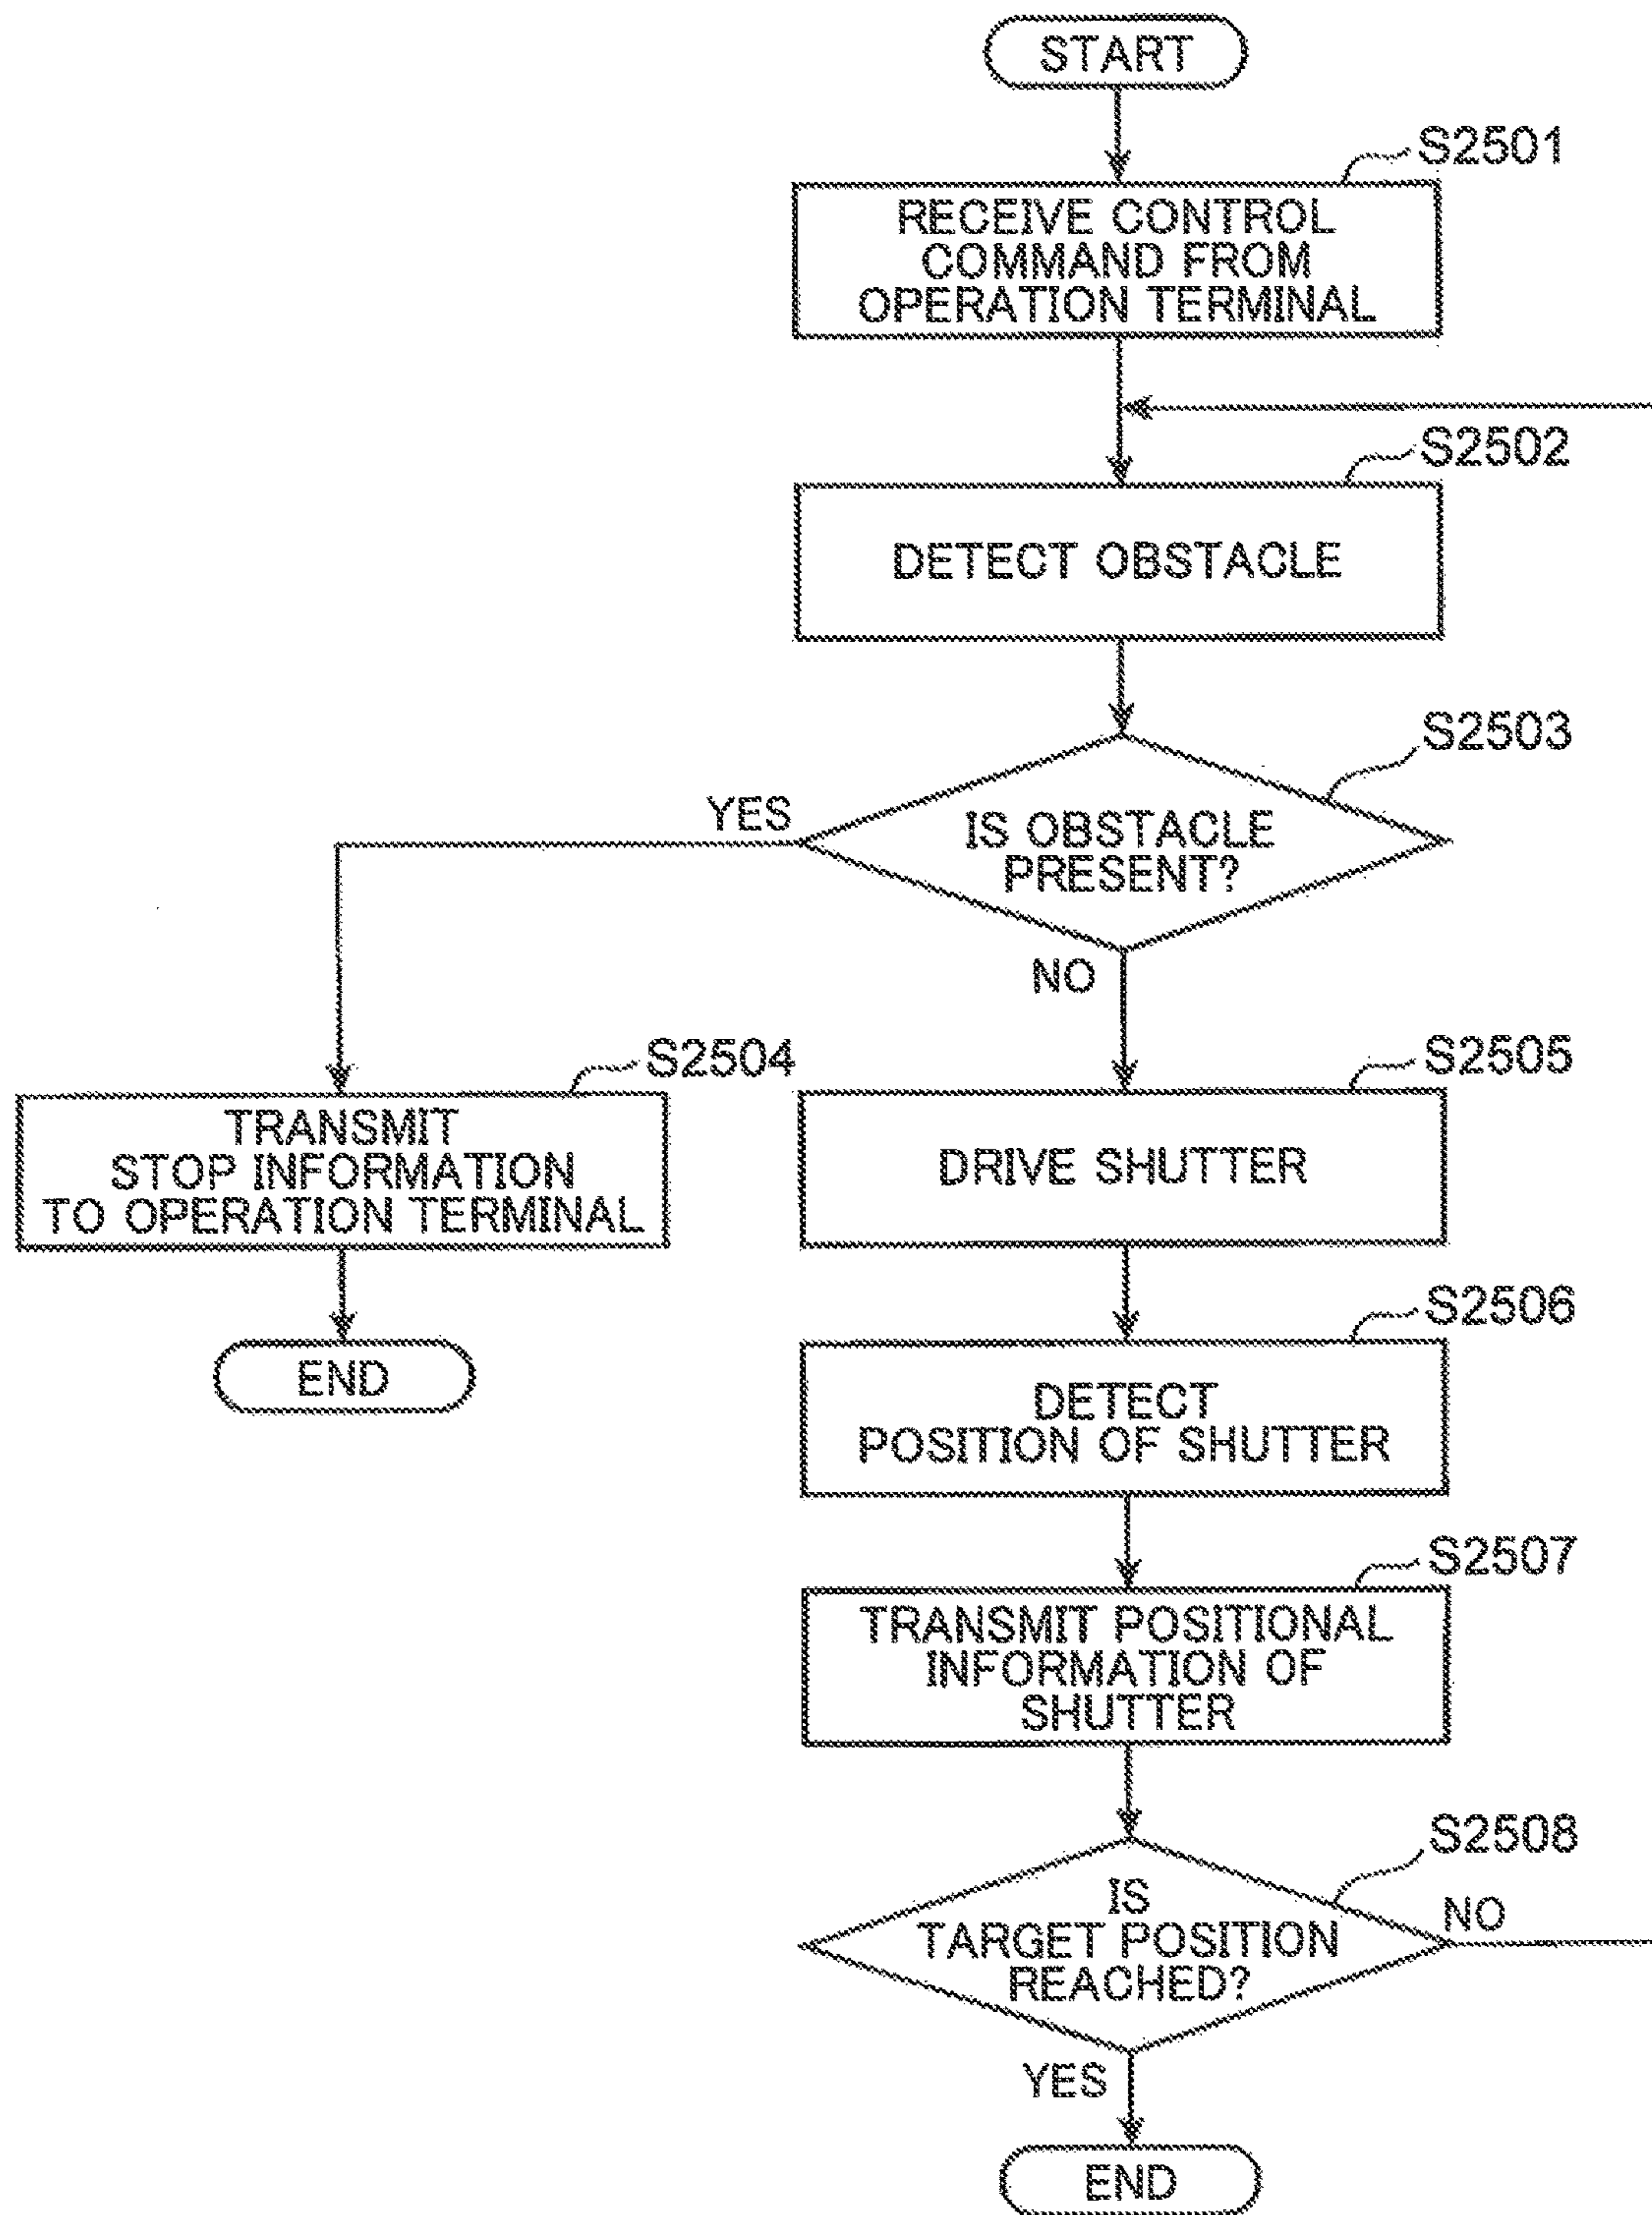 START
S2501
RECEIVE CONTROL
COMMAND FROM
OPERATION TERMINAL
S2502
DETECT OBSTACLE
S2503
IS OBSTACLE
PRESENT?
YES
NO
S2504
TRANSMIT
STOP INFORMATION
TO OPERATION TERMINAL
END
S2505
DRIVE SHUTTER
S2506
DETECT
POSITION OF SHUTTER
S2507
TRANSMIT POSITIONAL
INFORMATION OF
SHUTTER
S2508
IS
TARGET POSITION
REACHED?
NO
YES
END